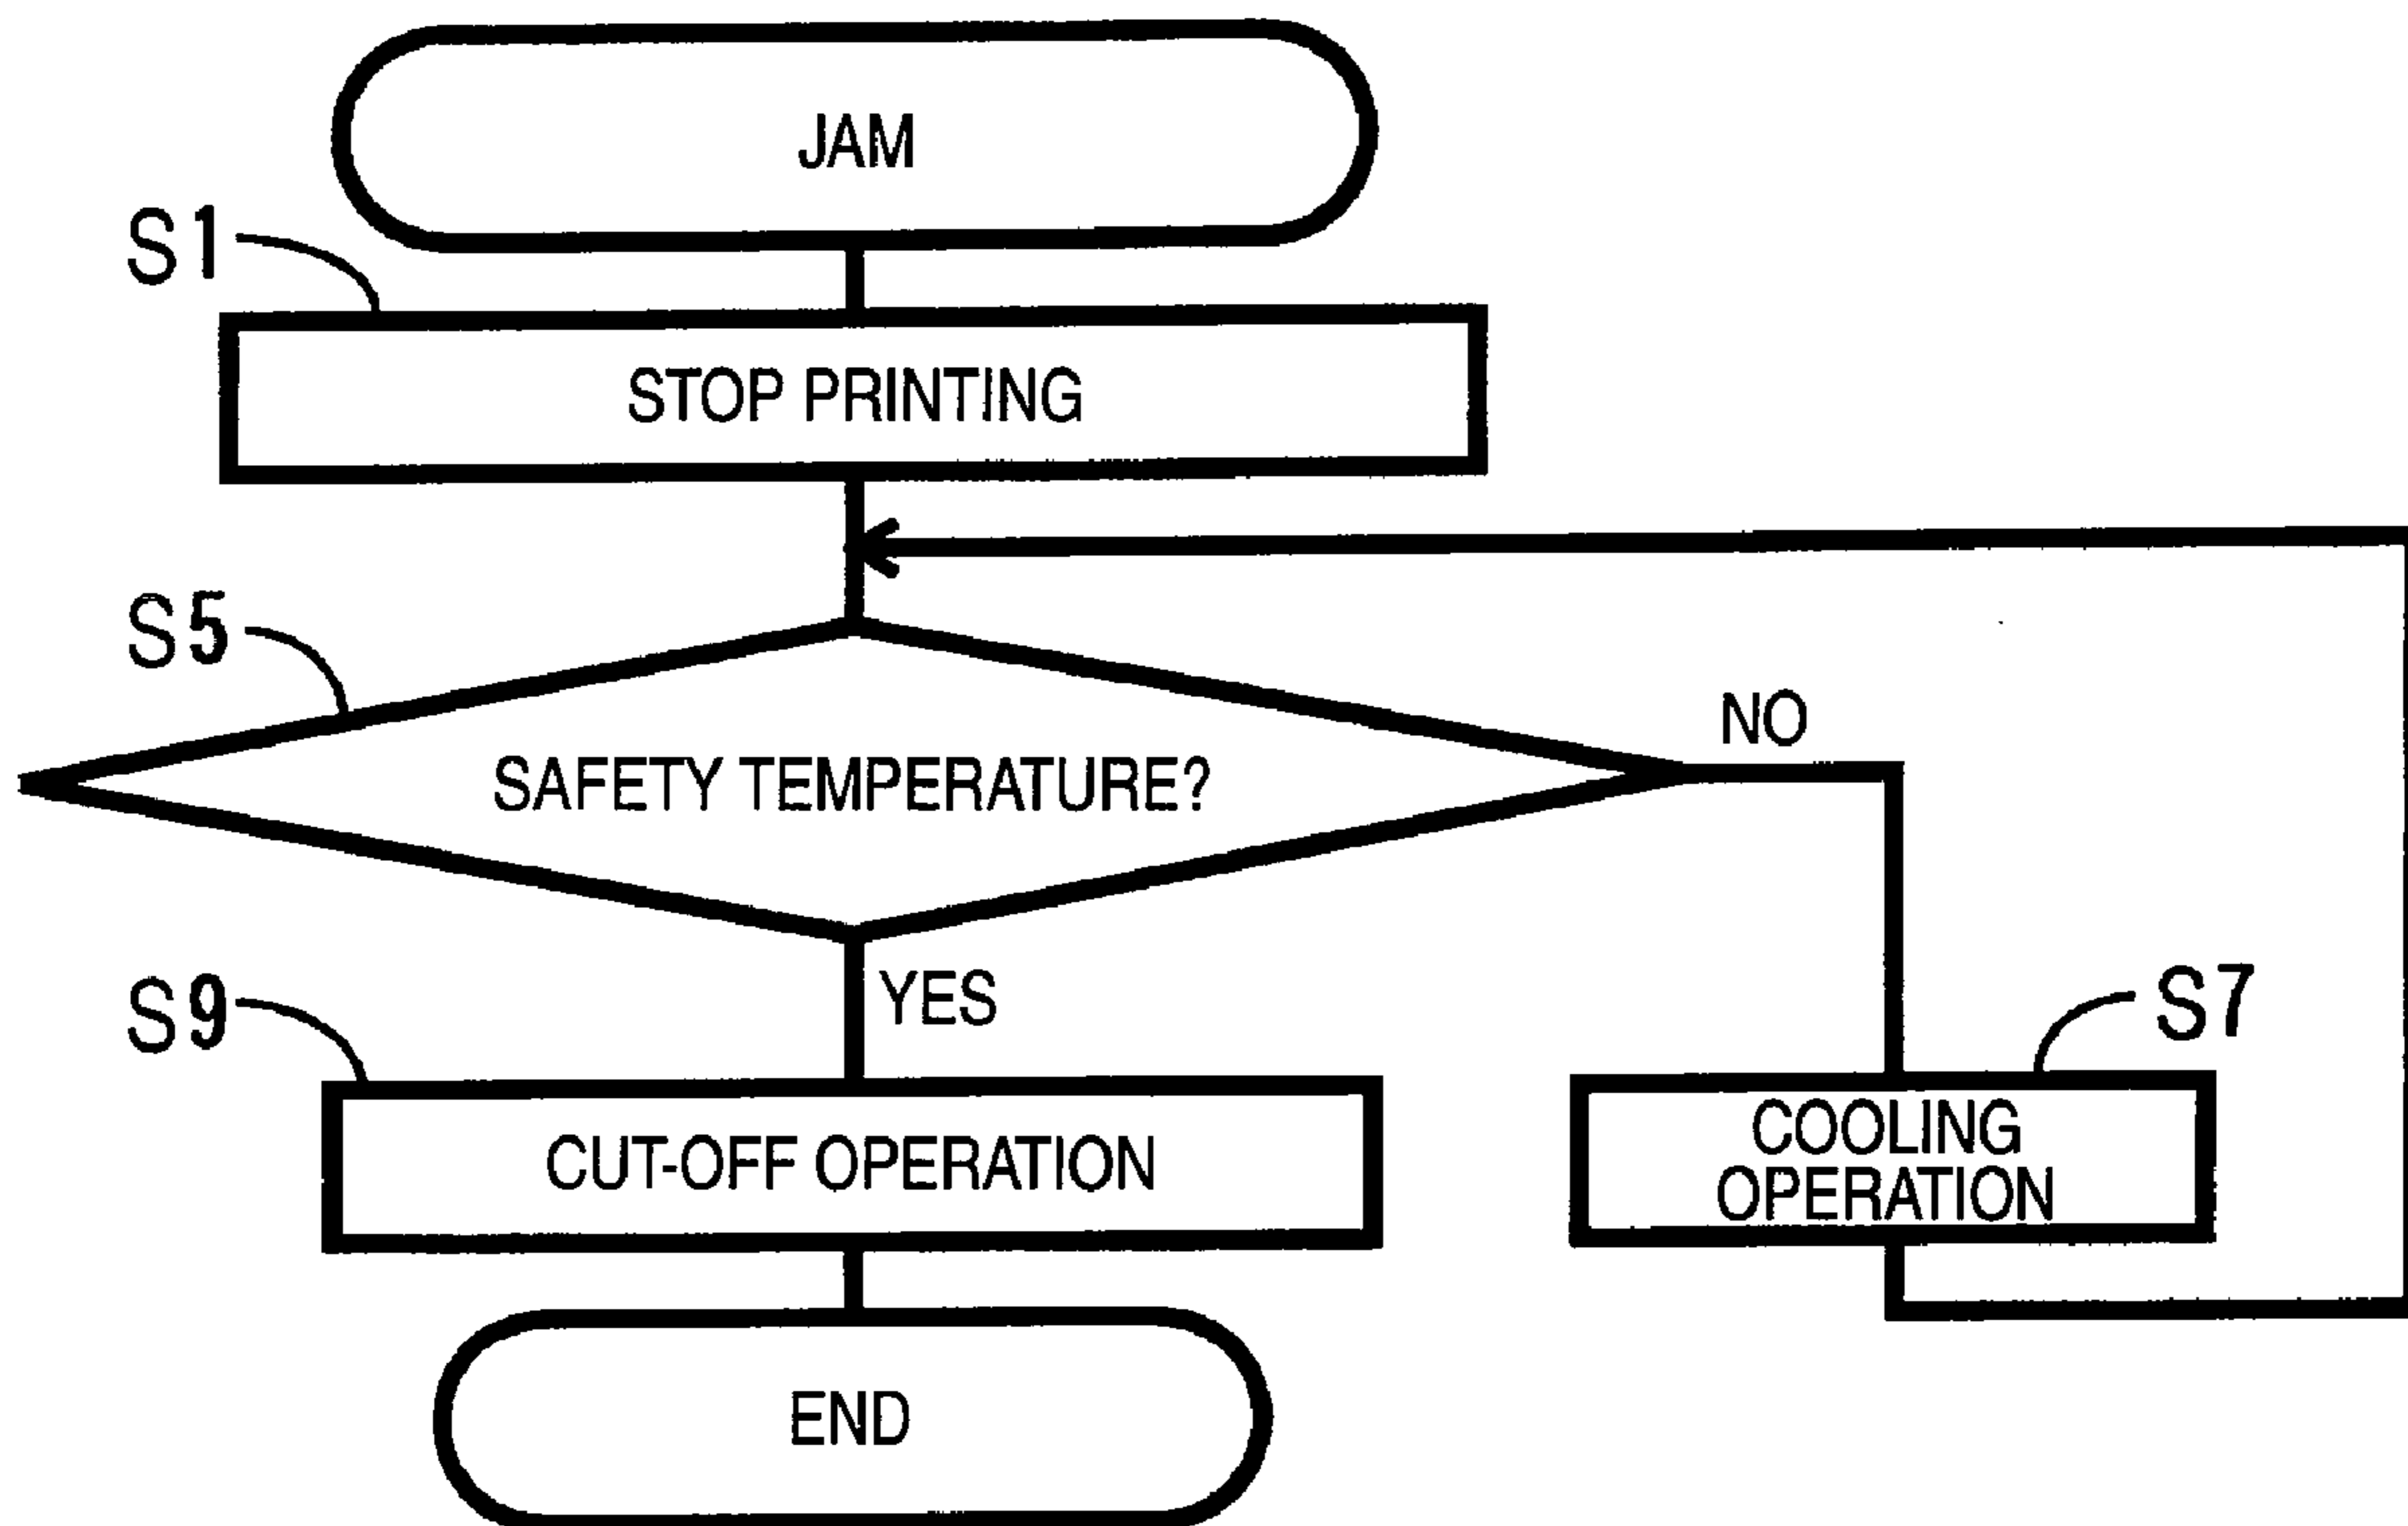 JAM
S1
STOP PRINTING
S5
NO
SAFETY TEMPERATURE?
YES
S9
S7
CUT-OFF OPERATION
COOLING
OPERATION
END